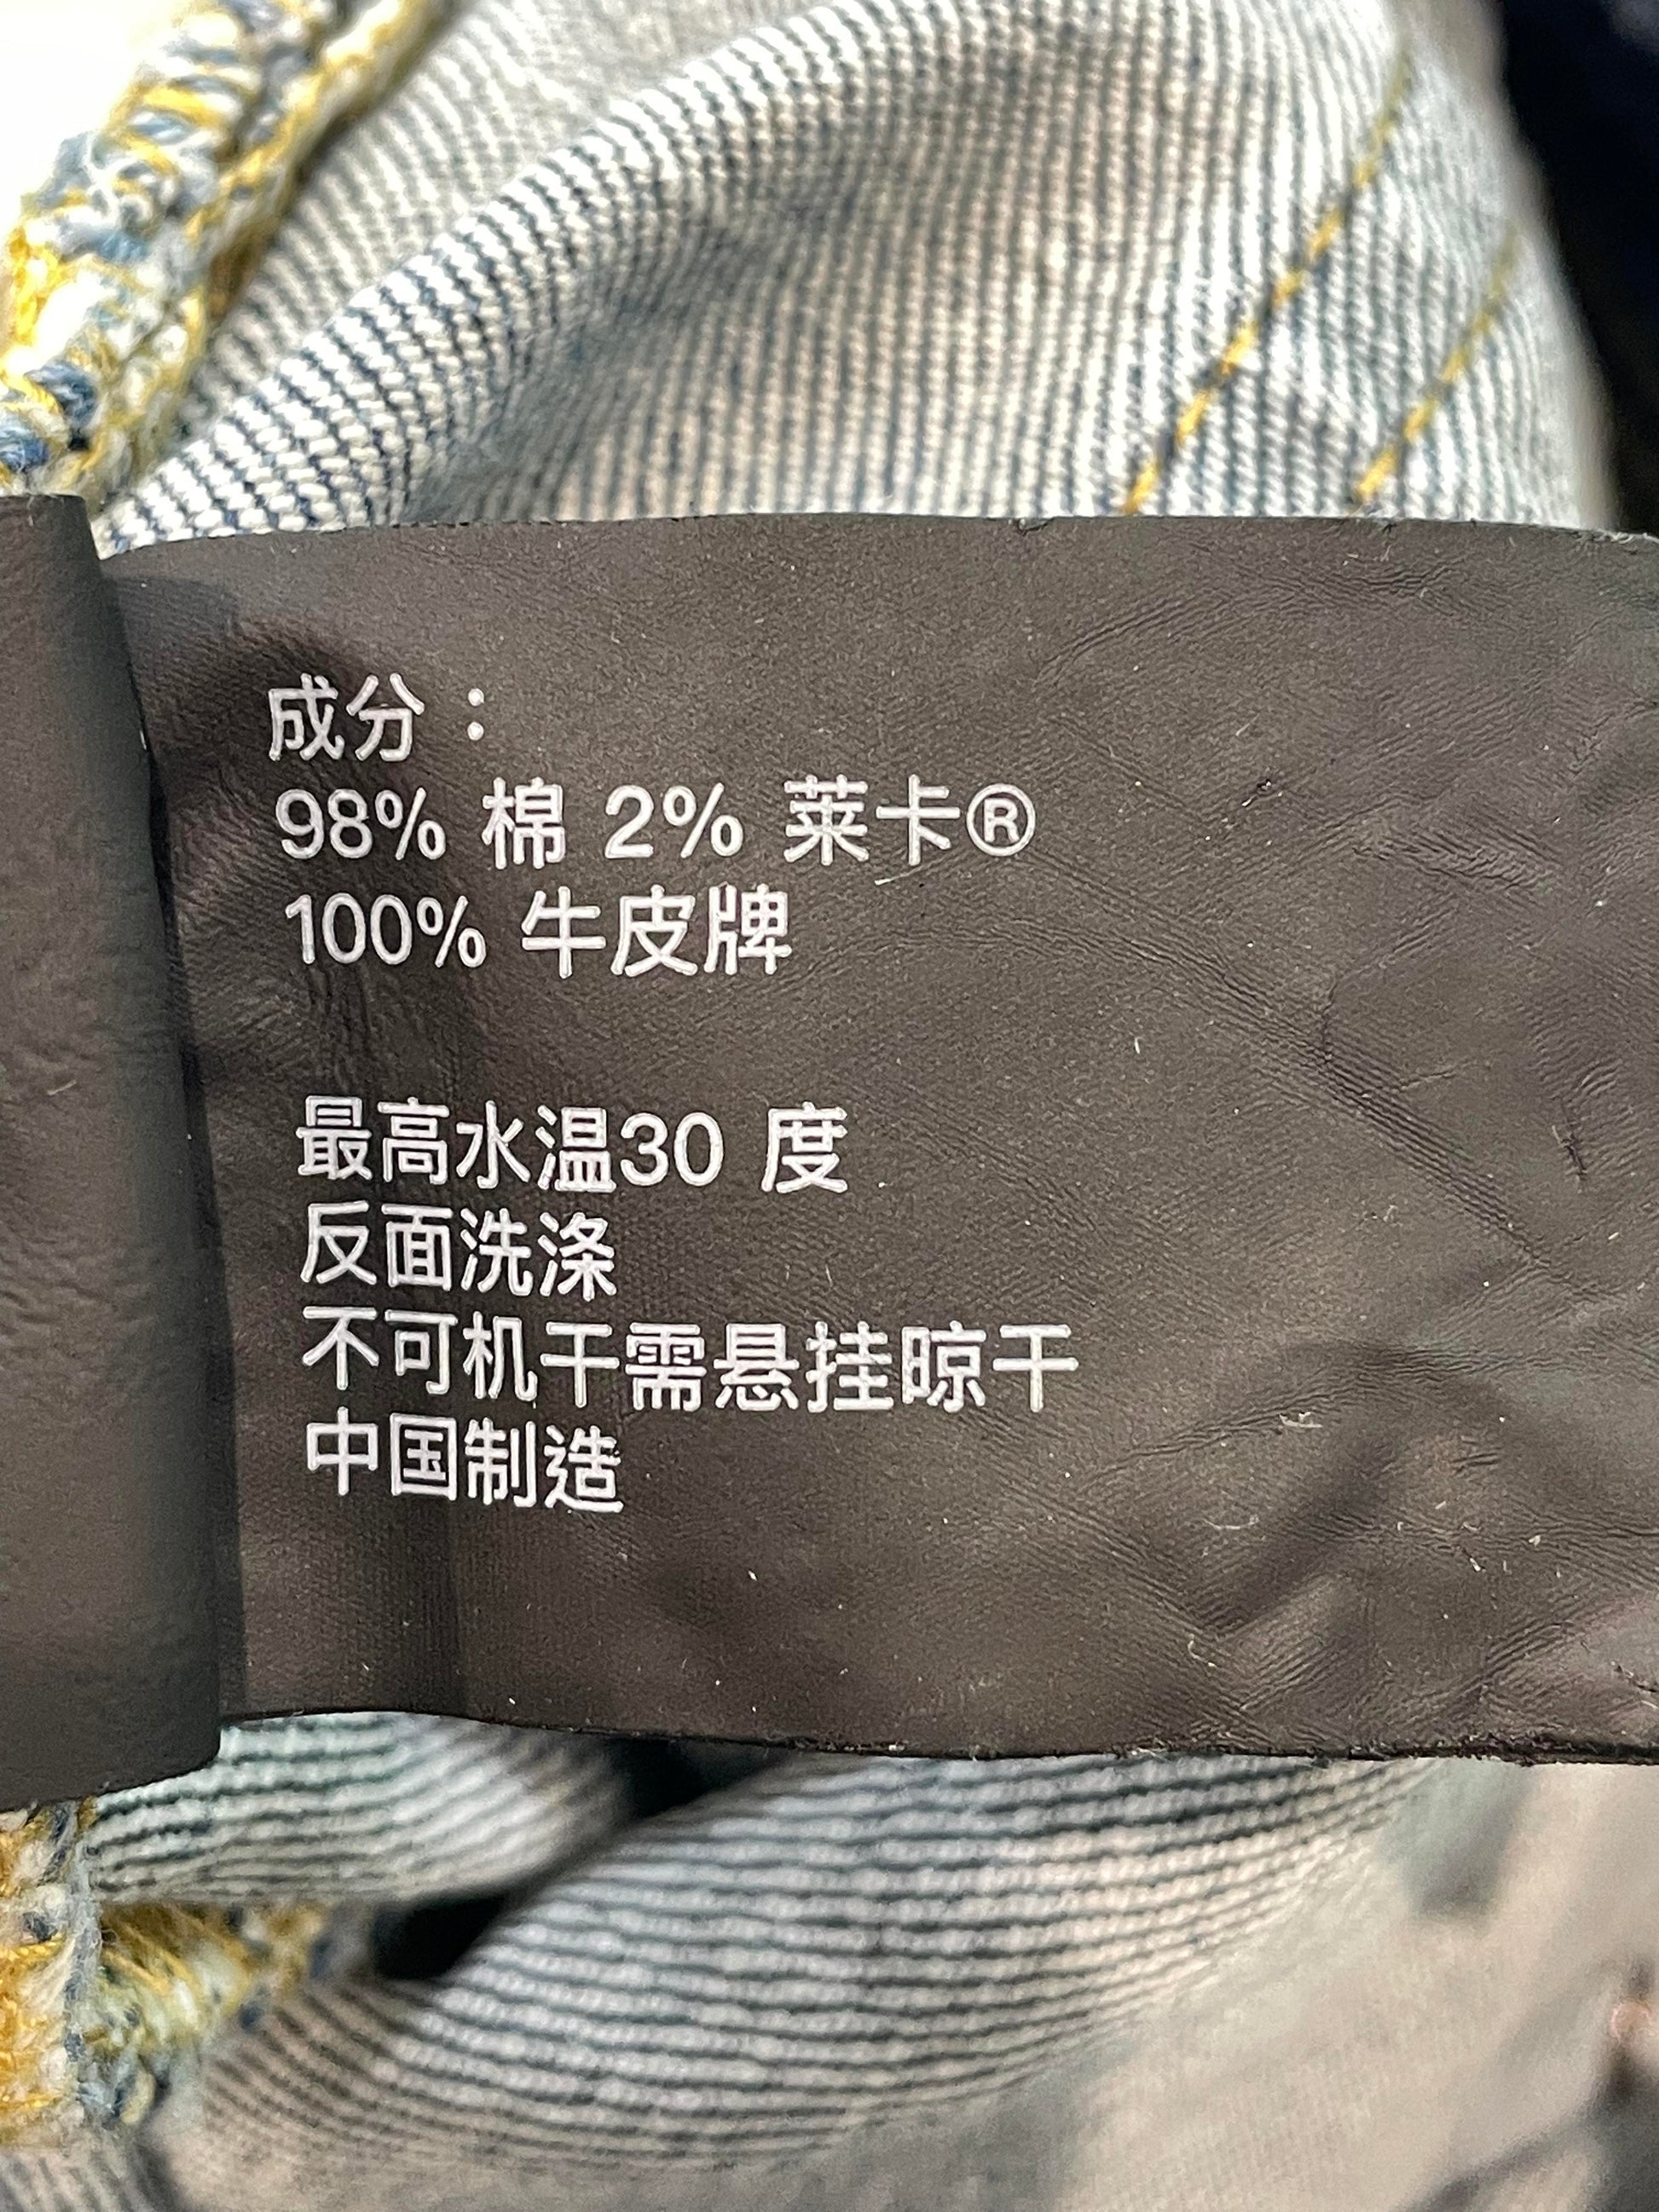 成分：
98% 棉 2% 莱卡®
100% 牛皮牌
最高水温30 度
反面洗涤
不可机干需悬挂晾干
中国制造